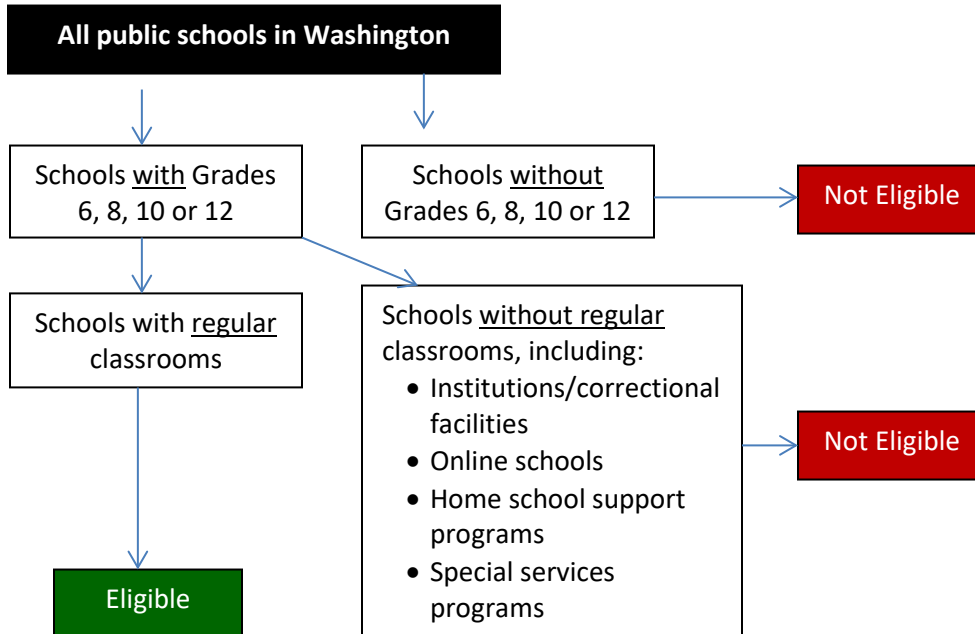 All public schools in Washington
Schools with Grades
6, 8, 10 or 12
Schools without
Grades 6, 8, 10 or 12
Not Eligible
Schools with regular
classrooms
Schools without regular
classrooms, including:
• Institutions/correctional
facilities
• Online schools
• Home school support
programs
• Special services
programs
Not Eligible
Eligible